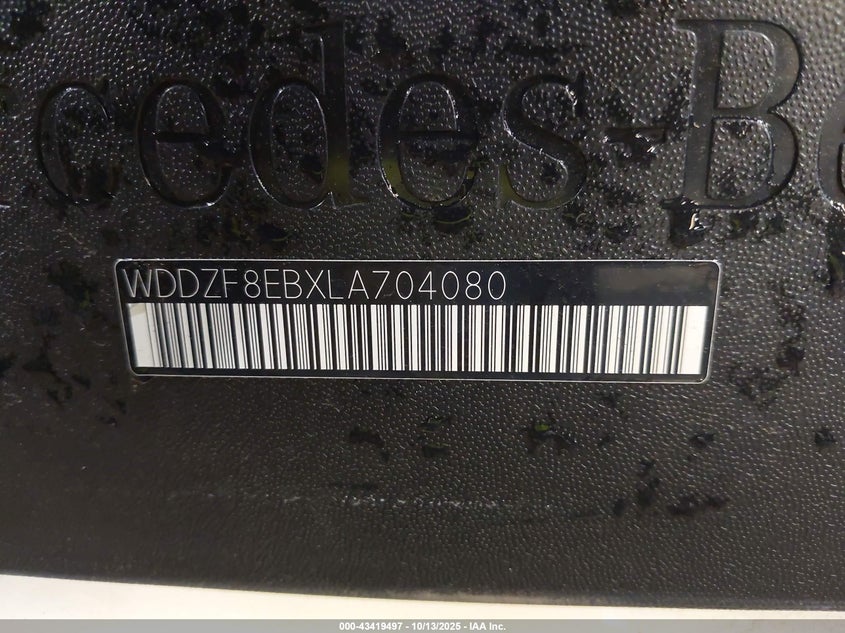 rcedes-Be
WDDZF8EBXLA704080
000-43419497 - 10/13/2025 - IAA Inc.